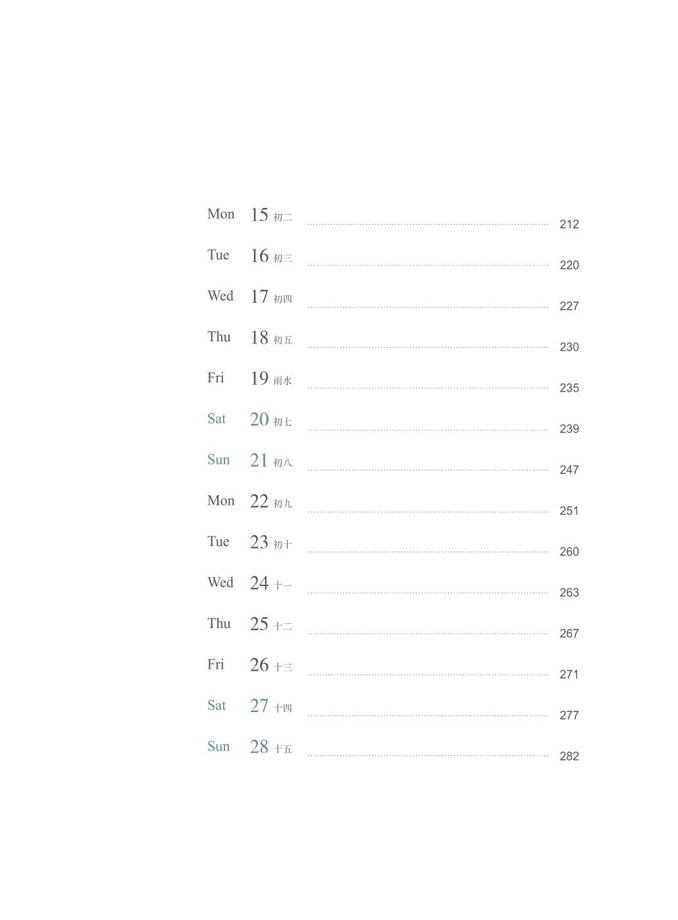 Mon 15 初二 212
Tue 16 初三 220
Wed 17 初四 227
Thu 18 初五 230
Fri 19 雨水 235
Sat 20 初七 239
Sun 21 初八 247
Mon 22 初九 251
Tue 23 初十 260
Wed 24 十一 263
Thu 25 十二 267
Fri 26 十三 271
Sat 27 十四 277
Sun 28 十五 282